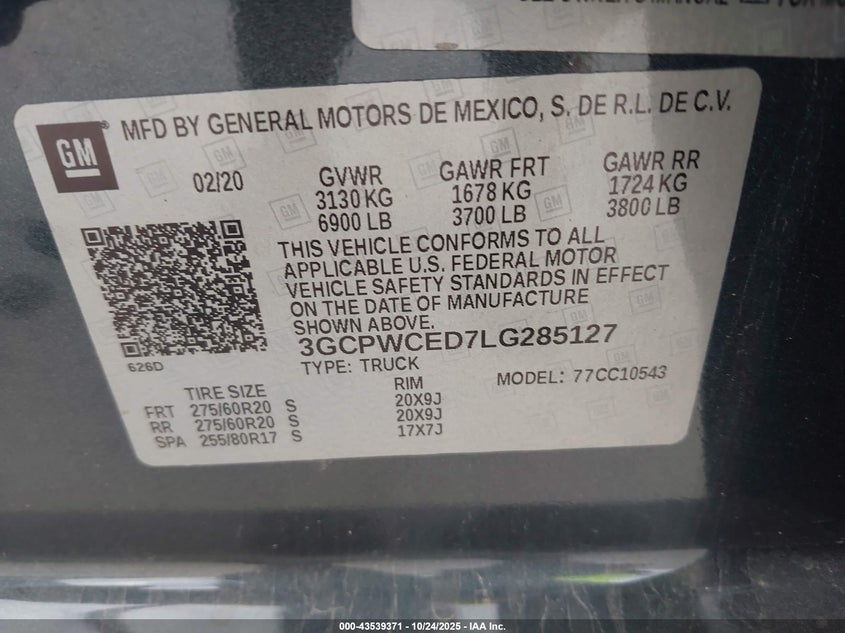 GM
MFD BY GENERAL MOTORS DE MEXICO, S. DE R.L. DE C.V.
02/20
GVWR
3130 KG
6900 LB
GAWR FRT
1678 KG
3700 LB
GAWR RR
1724 KG
3800 LB
THIS VEHICLE CONFORMS TO ALL
APPLICABLE U.S. FEDERAL MOTOR
VEHICLE SAFETY STANDARDS IN EFFECT
ON THE DATE OF MANUFACTURE
SHOWN ABOVE.
3GCPWCED7LG285127
626D
TYPE: TRUCK
MODEL: 77CC10543
TIRE SIZE RIM
FRT 275/60R20 S 20X9J
RR 275/60R20 S 20X9J
SPA 255/80R17 S 17X7J
000-43539371 - 10/24/2025 - IAA Inc.